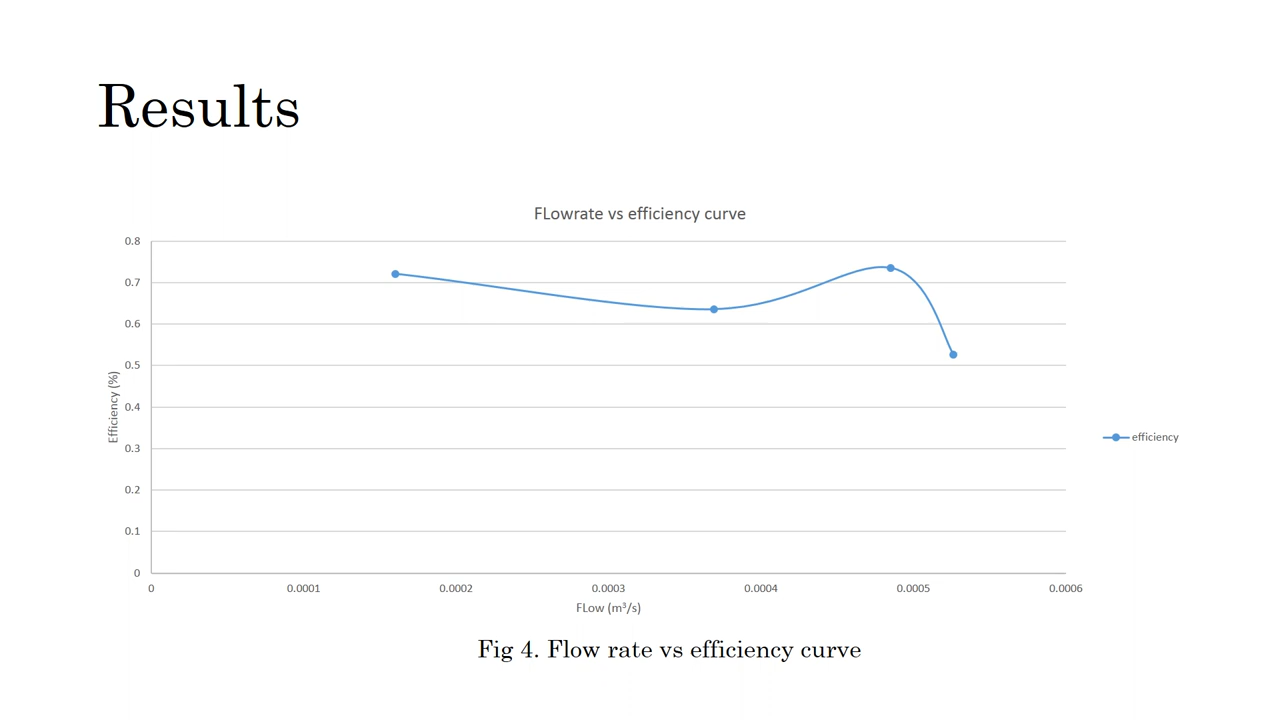 Results
FLowrate vs efficiency curve
0.8
0.7
0.6
0.5
0.4
0.3
0.2
0.1
0
Efficiency (%)
0 0.0001 0.0002 0.0003 0.0004 0.0005 0.0006
FLow (m³/s)
efficiency
Fig 4. Flow rate vs efficiency curve